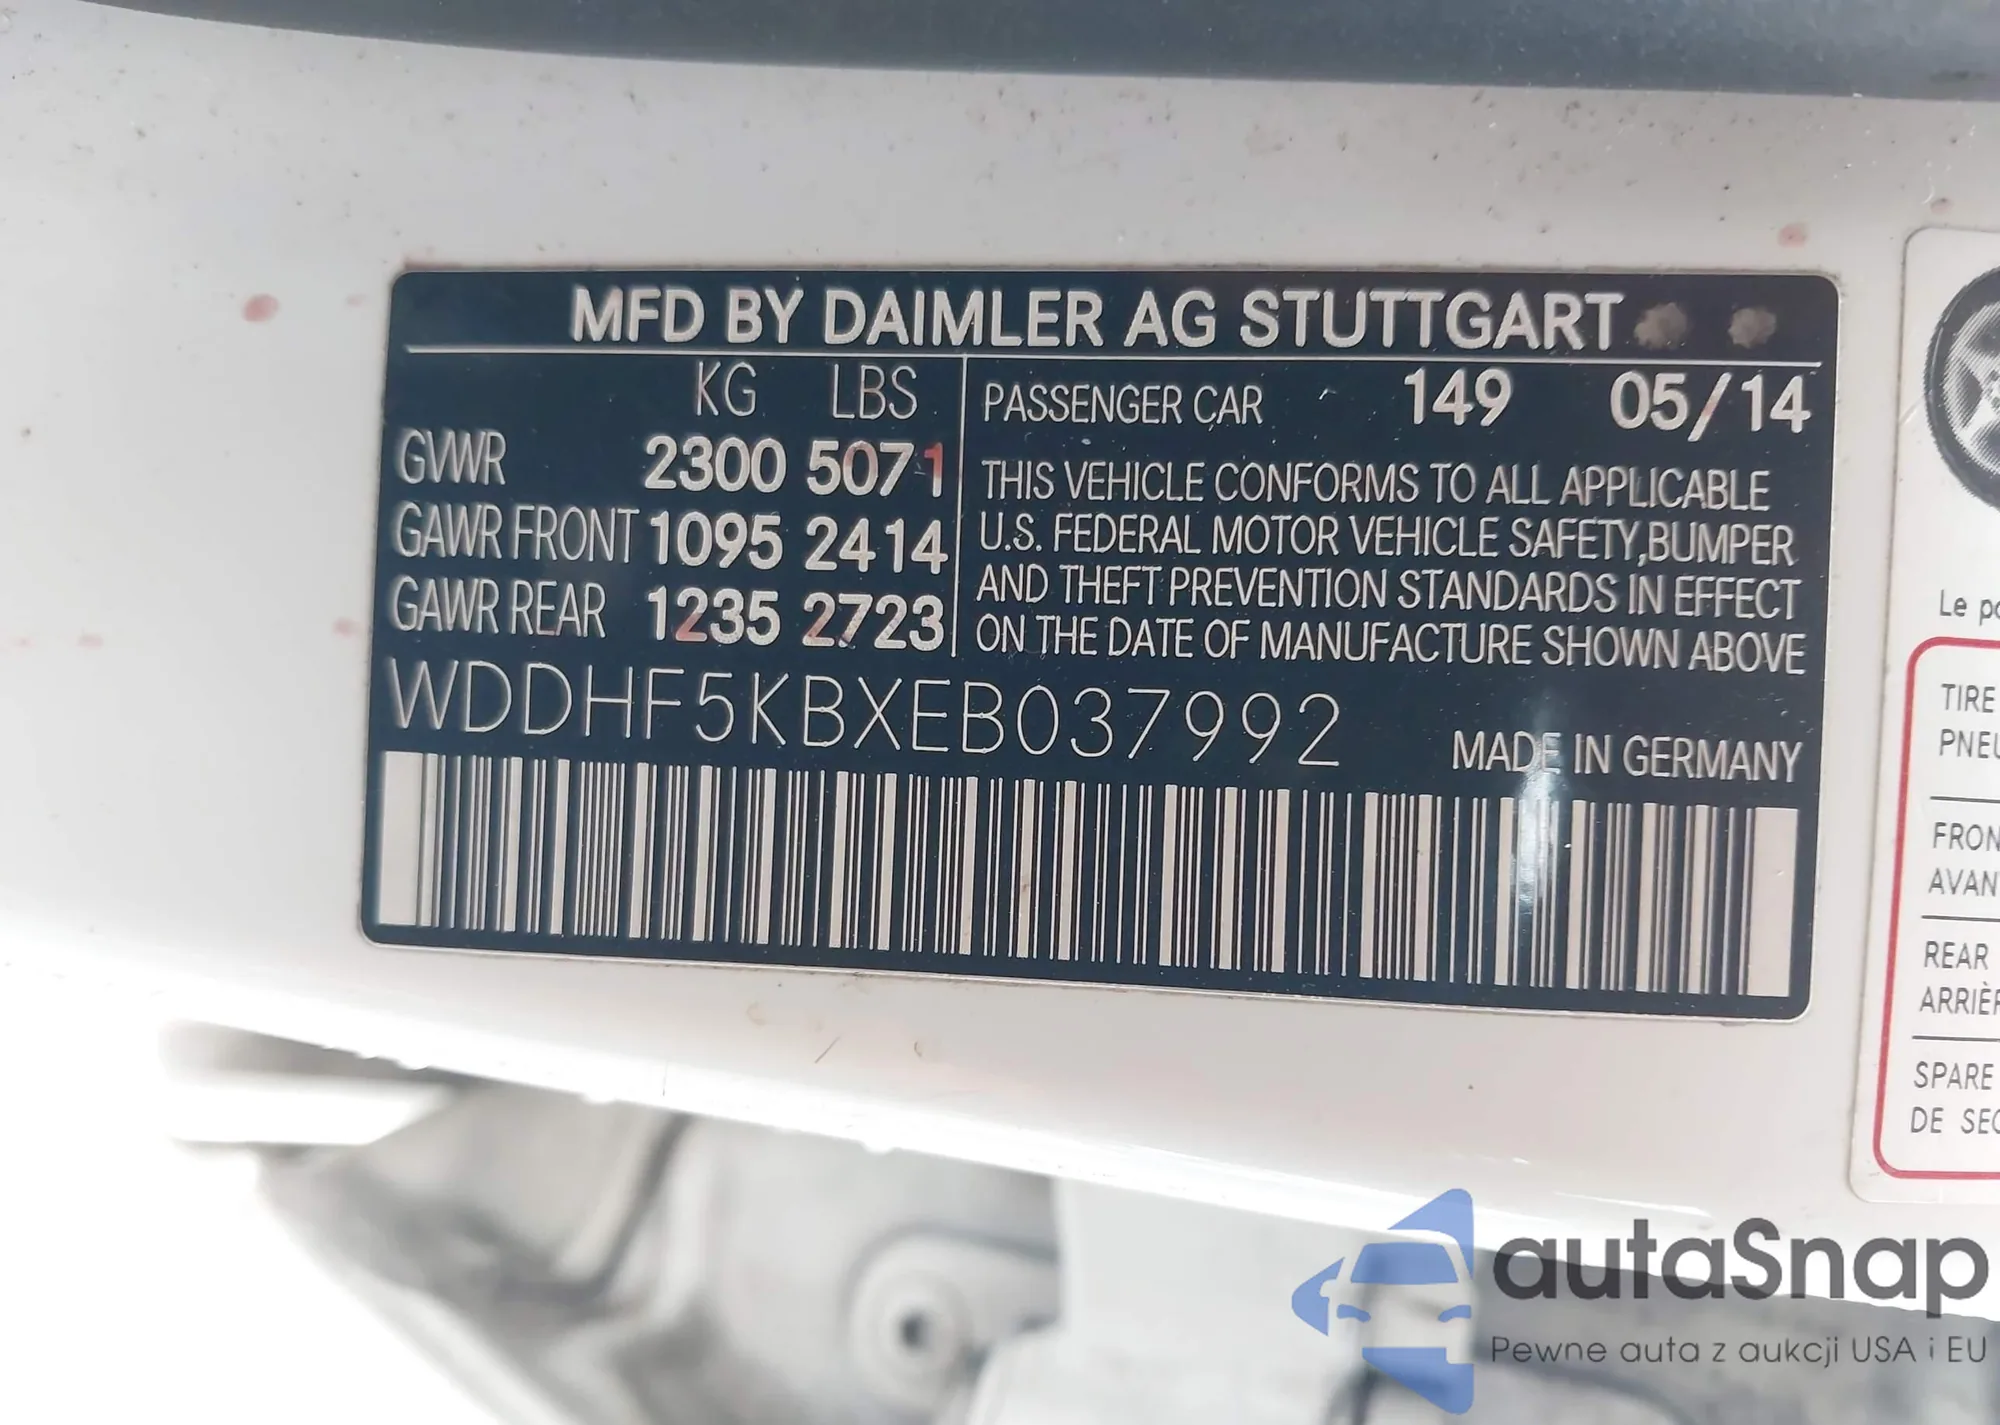 MFD BY DAIMLER AG STUTTGART
KG LBS
GVWR 2300 5071
GAWR FRONT 1095 2414
GAWR REAR 1235 2723
PASSENGER CAR 149 05/14
THIS VEHICLE CONFORMS TO ALL APPLICABLE
U.S. FEDERAL MOTOR VEHICLE SAFETY,BUMPER
AND THEFT PREVENTION STANDARDS IN EFFECT
ON THE DATE OF MANUFACTURE SHOWN ABOVE
WDDHF5KBXEB037992
MADE IN GERMANY
Le
TIRE
REAR
SPARE
DE
autaSnap
Pewne auta z aukcji USA i EU